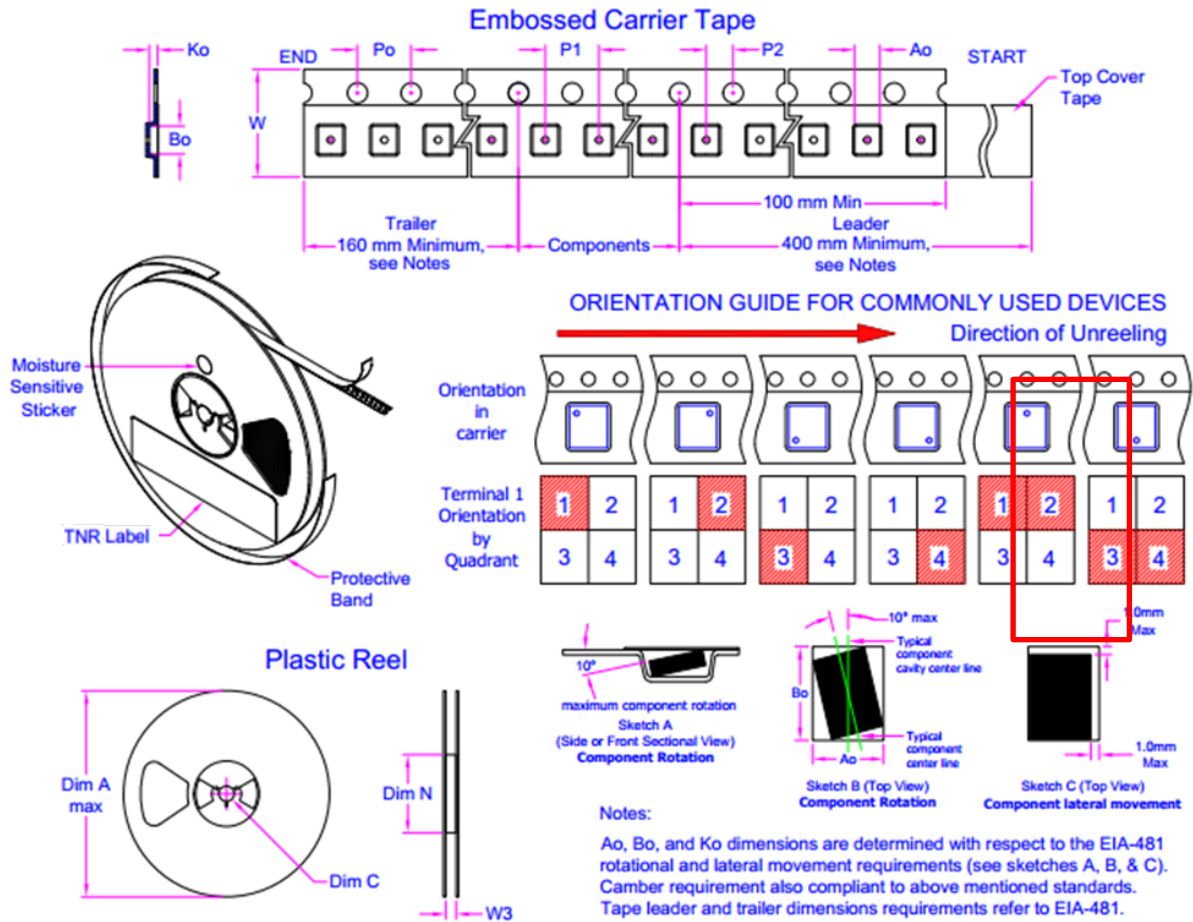 Embossed Carrier Tape
Ko
END
Po
P1
P2
Ao
START
Top Cover
Tape
W
Bo
100 mm Min
Trailer
160 mm Minimum,
see Notes
Components
Leader
400 mm Minimum,
see Notes
ORIENTATION GUIDE FOR COMMONLY USED DEVICES
Direction of Unreeling
Moisture
Sensitive
Sticker
TNR Label
Protective
Band
Orientation
in
carrier
Terminal 1
Orientation
by
Quadrant
1 2 1 2 1 2 1 2 1 2 1 2
3 4 3 4 3 4 3 4 3 4 3 4
10°
maximum component rotation
Sketch A
(Side or Front Sectional View)
Component Rotation
10° max
Typical
component
cavity center line
Bo
Ao
Typical
component
center line
Sketch B (Top View)
Component Rotation
1.0mm
Max
1.0mm
Max
Sketch C (Top View)
Component lateral movement
Plastic Reel
Dim A
max
Dim N
Dim C
W3
Notes:
Ao, Bo, and Ko dimensions are determined with respect to the EIA-481
rotational and lateral movement requirements (see sketches A, B, & C).
Camber requirement also compliant to above mentioned standards.
Tape leader and trailer dimensions requirements refer to EIA-481.